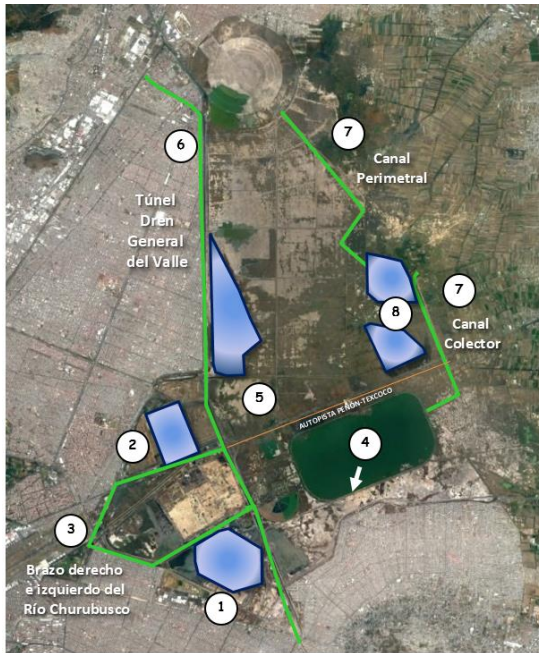 6
7
Canal
Perimetral
Túnel
Dren
General
del Valle
7
8
Canal
Colector
5
AUTOPISTA PEÑÓN-TEXCOCO
2
4
3
Brazo derecho
e izquierdo del
Río Churubusco
1